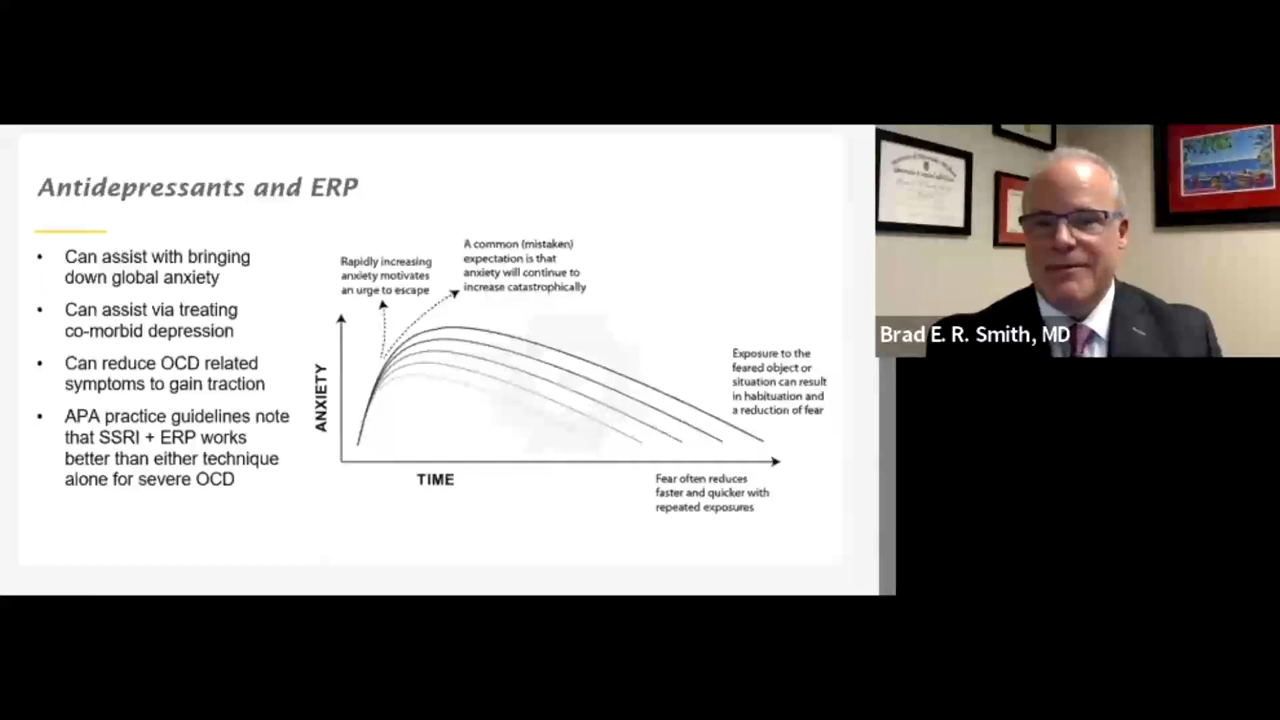 Antidepressants and ERP
• Can assist with bringing
down global anxiety
• Can assist via treating
co-morbid depression
• Can reduce OCD related
symptoms to gain traction
• APA practice guidelines note
that SSRI + ERP works
better than either technique
alone for severe OCD
Rapidly increasing
anxiety motivates
an urge to escape
A common (mistaken)
expectation is that
anxiety will continue to
increase catastrophically
ANXIETY
TIME
Exposure to the
feared object or
situation can result
in habituation and
a reduction of fear
Fear often reduces
faster and quicker with
repeated exposures
Brad E. R. Smith, MD